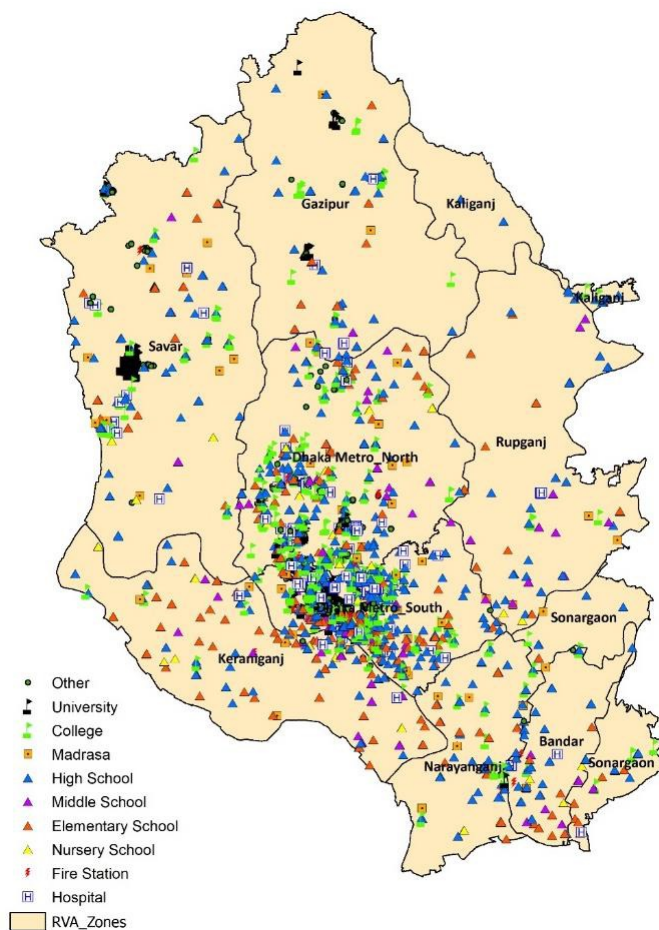 Gazipur
Kaliganj
Kaliganj
Savar
Rupganj
Dhaka Metro_North
Dhaka Metro_South
Sonargaon
Keraniganj
Bandar
Narayanganj
Sonargaon
Other
University
College
Madrasa
High School
Middle School
Elementary School
Nursery School
Fire Station
H Hospital
RVA_Zones